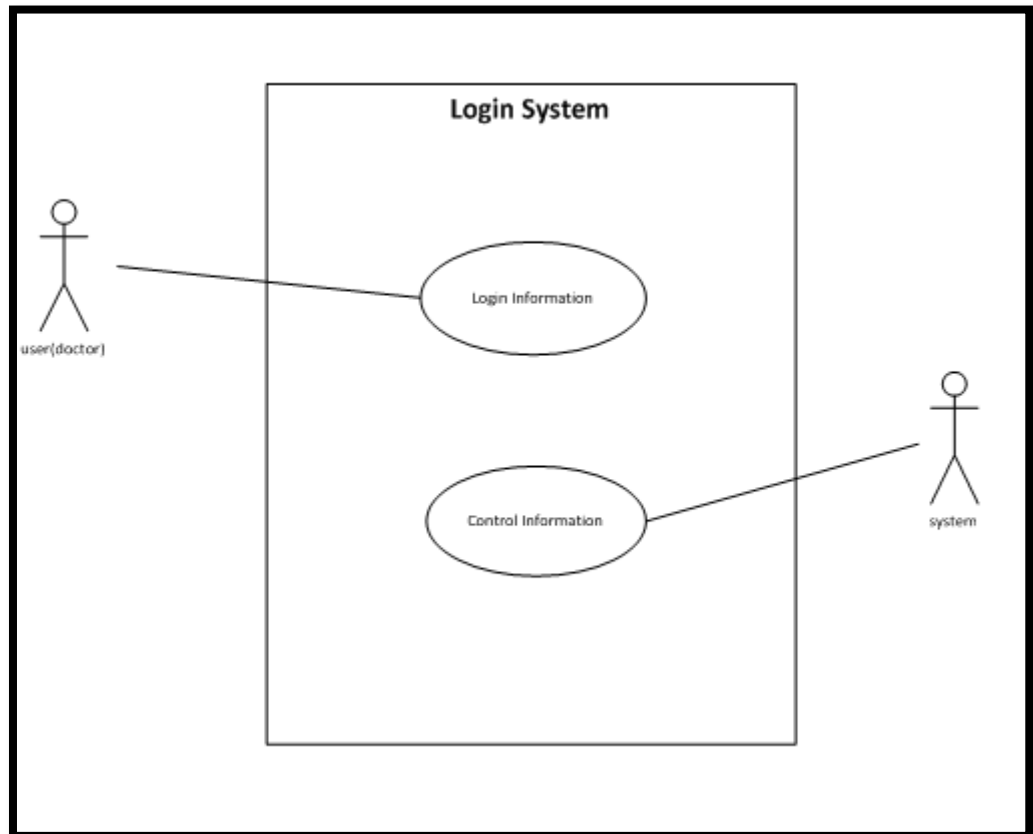 Login System
Login Information
user(doctor)
Control Information
system